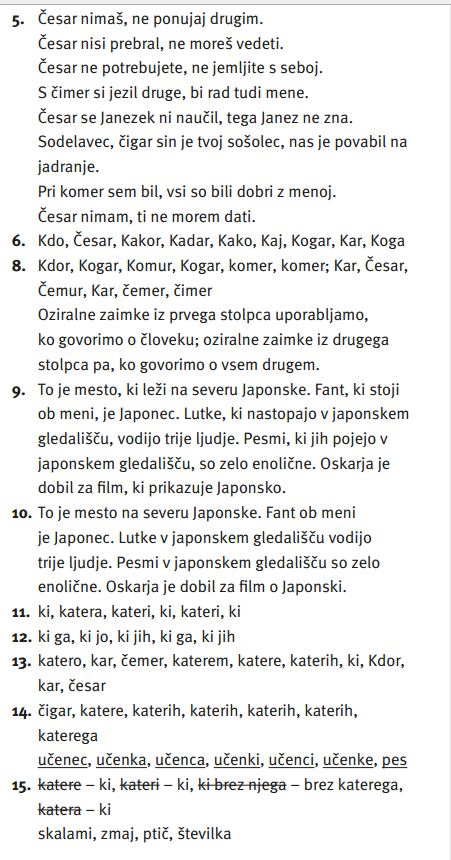 5. Česar nimaš, ne ponujaj drugim.
Česar nisi prebral, ne moreš vedeti.
Česar ne potrebujete, ne jemljite s seboj.
S čimer si jezil druge, bi rad tudi mene.
Česar se Janezek ni naučil, tega Janez ne zna.
Sodelavec, čigar sin je tvoj sošolec, nas je povabil na
jadranje.
Pri komer sem bil, vsi so bili dobri z menoj.
Česar nimam, ti ne morem dati.
6. Kdo, Česar, Kakor, Kadar, Kako, Kaj, Kogar, Kar, Koga
8. Kdor, Kogar, Komur, Kogar, komer, komer; Kar, Česar,
Čemur, Kar, čemer, čimer
Oziralne zaimke iz prvega stolpca uporabljamo,
ko govorimo o človeku; oziralne zaimke iz drugega
stolpca pa, ko govorimo o vsem drugem.
9. To je mesto, ki leži na severu Japonske. Fant, ki stoji
ob meni, je Japonec. Lutke, ki nastopajo v japonskem
gledališču, vodijo trije ljudje. Pesmi, ki jih pojejo v
japonskem gledališču, so zelo enolične. Oskarja je
dobil za film, ki prikazuje Japonsko.
10. To je mesto na severu Japonske. Fant ob meni
je Japonec. Lutke v japonskem gledališču vodijo
trije ljudje. Pesmi v japonskem gledališču so zelo
enolične. Oskarja je dobil za film o Japonski.
11. ki, katera, kateri, ki, kateri, ki
12. ki ga, ki jo, ki jih, ki ga, ki jih
13. katero, kar, čemer, katerem, katere, katerih, ki, Kdor,
kar, česar
14. čigar, katere, katerih, katerih, katerih, katerih,
katerega
učenec, učenka, učenca, učenki, učenci, učenke, pes
15. katere – ki, kateri – ki, ki brez njega – brez katerega,
katera – ki
skalami, zmaj, ptič, številka